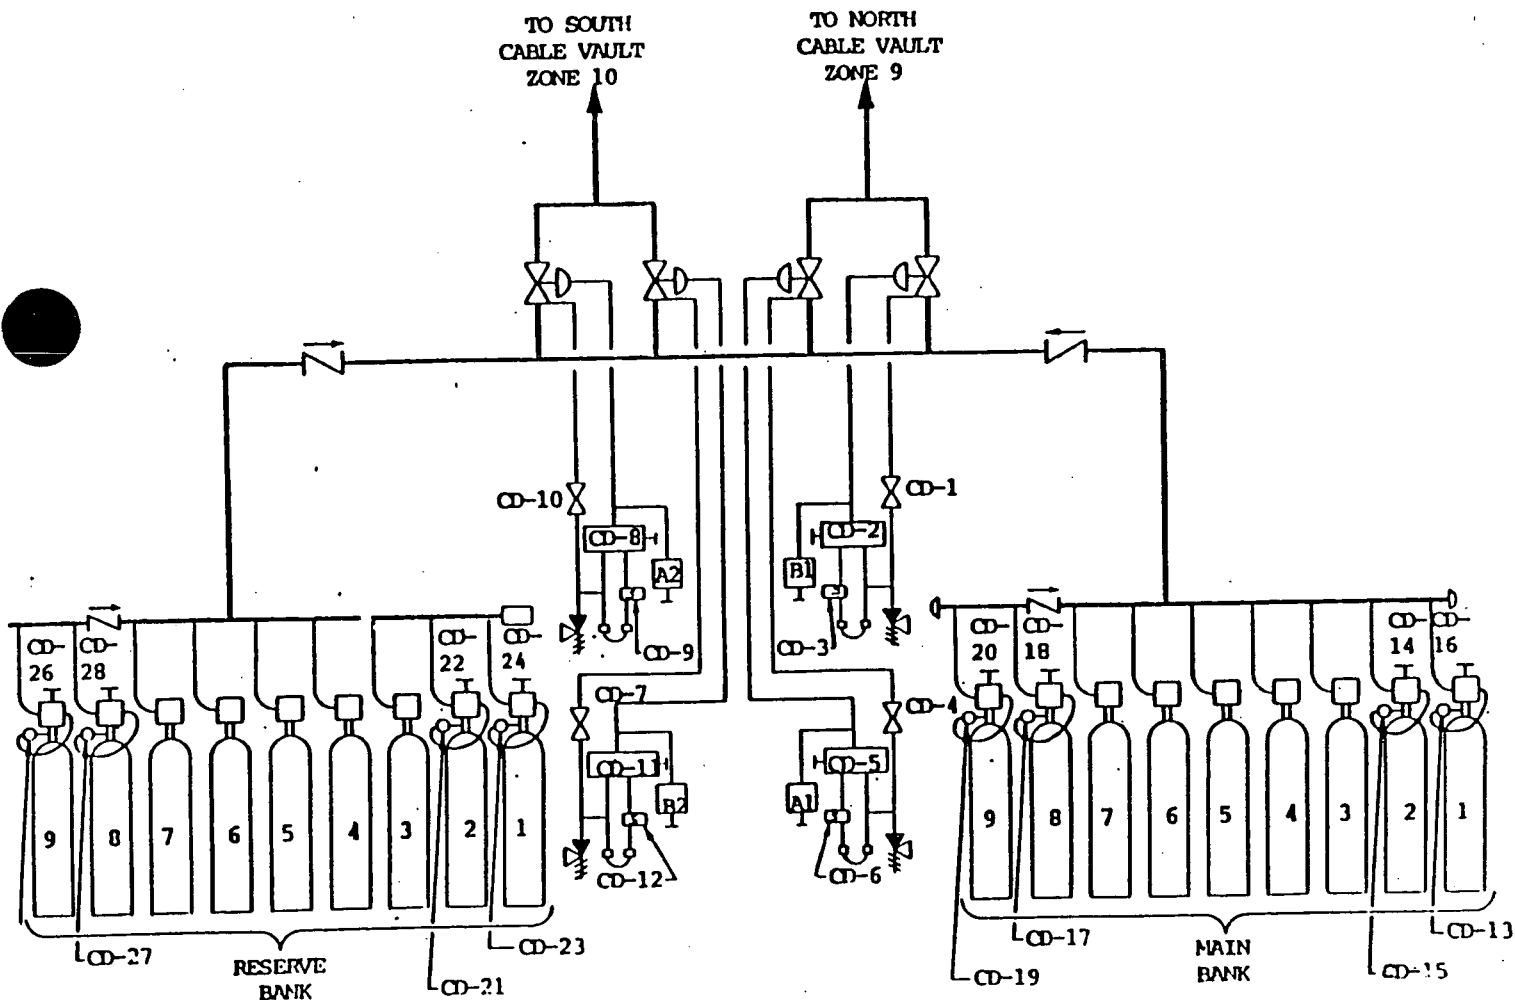 TO SOUTH
CABLE VAULT
ZONE 10
TO NORTH
CABLE VAULT
ZONE 9
CD-10
CD-1
CD-8
CD-2
A2
B1
CD-9
CD-3
CD-26
CD-28
CD-22
CD-24
CD-20
CD-18
CD-14
CD-16
CD-7
CD-4
CD-11
CD-5
B2
A1
CD-12
CD-6
9
8
7
6
5
4
3
2
1
9
8
7
6
5
4
3
2
1
CD-27
CD-23
CD-21
CD-17
CD-19
CD-13
CD-15
RESERVE
BANK
MAIN
BANK